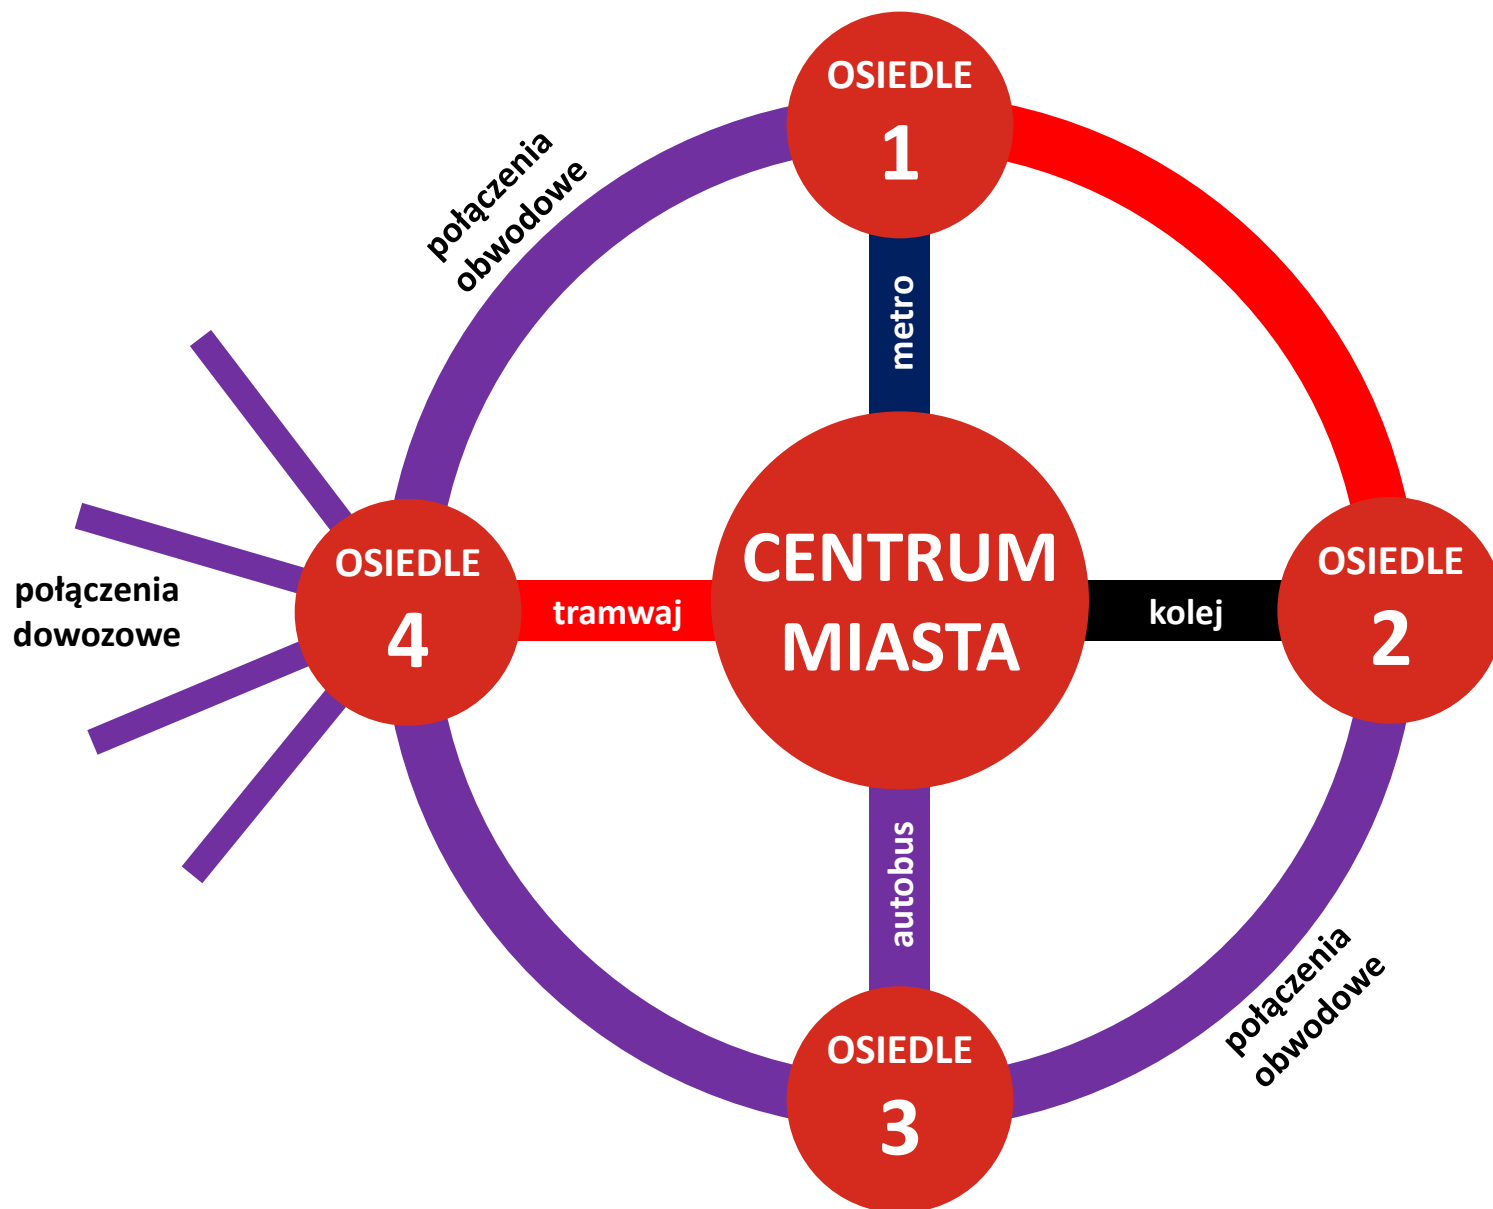 OSIEDLE
1
połączenia
obwodowe
metro
OSIEDLE
4
połączenia
dowozowe
tramwaj
CENTRUM
MIASTA
kolej
OSIEDLE
2
autobus
połączenia
obwodowe
OSIEDLE
3